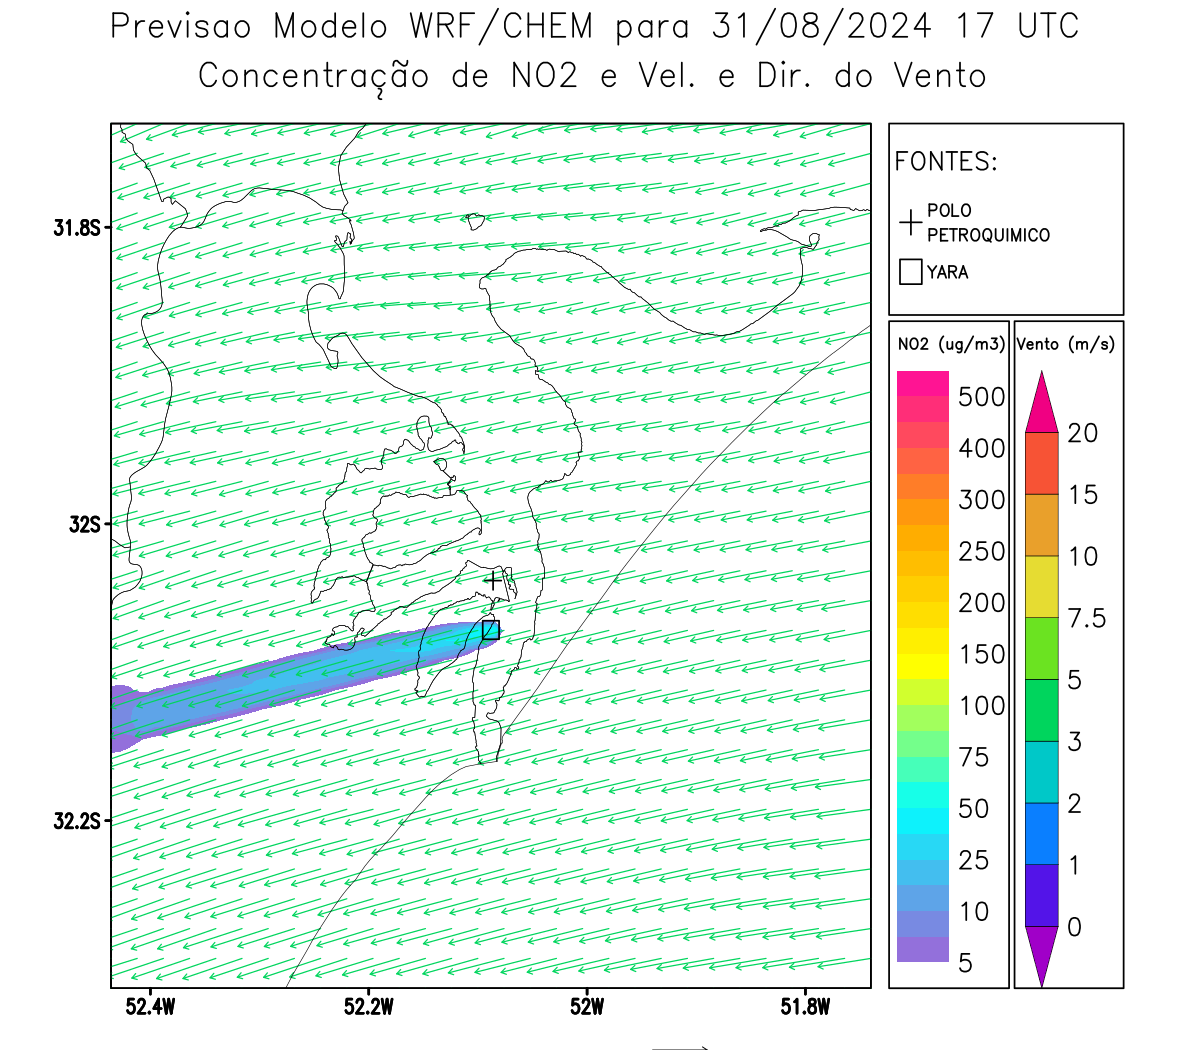 Previsao Modelo WRF/CHEM para 31/08/2024 17 UTC
Concentração de NO2 e Vel. e Dir. do Vento
FONTES:
POLO
PETROQUIMICO
YARA
NO2 (ug/m3)
500
400
300
250
200
150
100
75
50
25
10
5
Vento (m/s)
20
15
10
7.5
5
3
2
1
0
31.8S
32S
32.2S
52.4W
52.2W
52W
51.8W